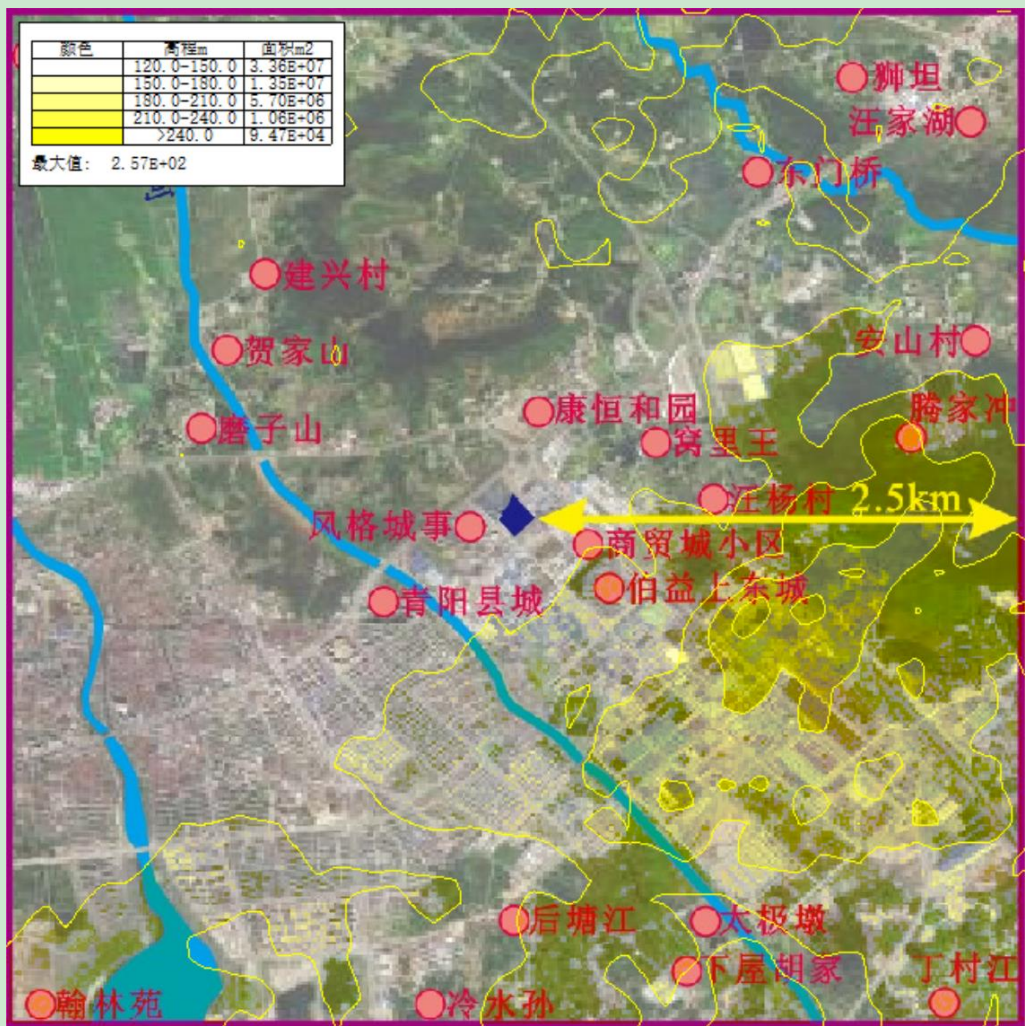 颜色 高程m 面积m2
120.0-150.0 3.36E+07
150.0-180.0 1.35E+07
180.0-210.0 5.70E+06
210.0-240.0 1.06E+06
>240.0 9.47E+04
最大值: 2.57E+02
狮坦
汪家湖
东门桥
建兴村
贺家山
安山村
康恒和园
腾家冲
磨子山
窝里王
汪杨村
2.5km
风格城事
商贸城小区
伯益上东城
青阳县城
后塘江
太极墩
下屋胡家
丁村江
翰林苑
冷水孙